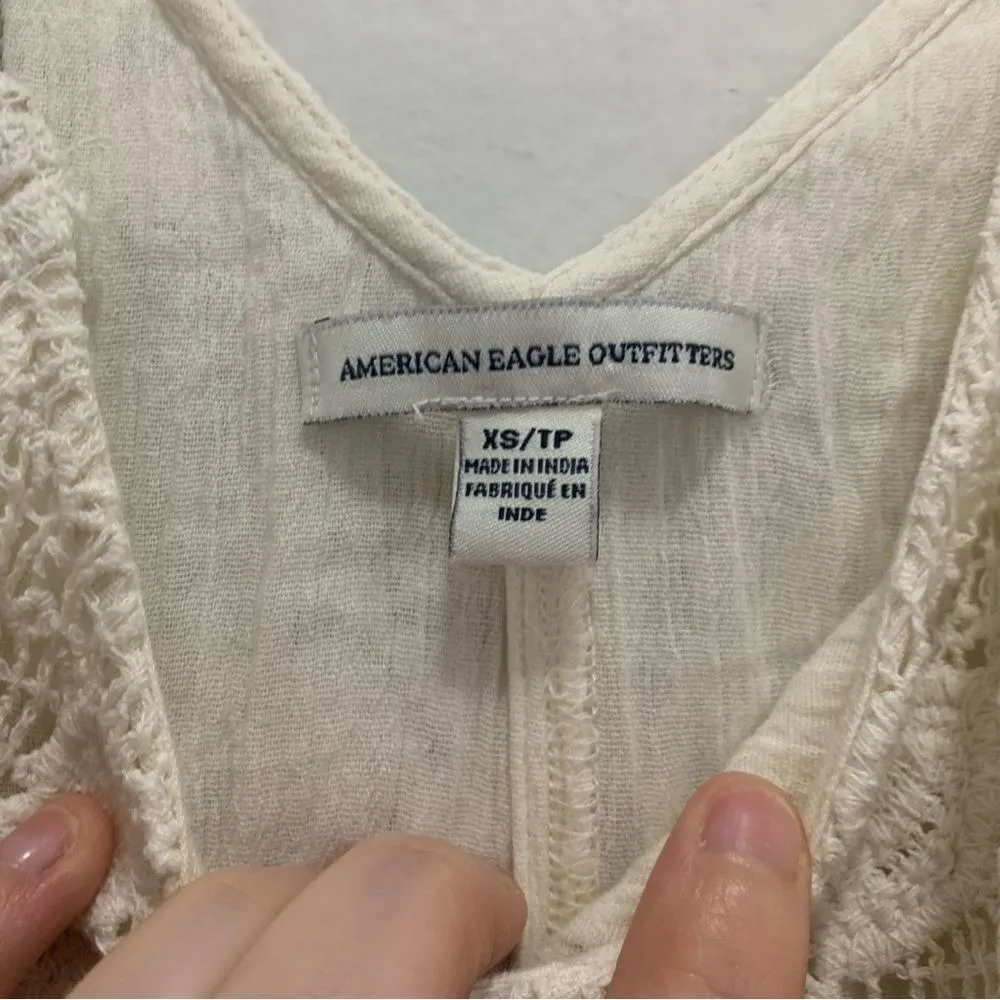 AMERICAN EAGLE OUTFITTERS
XS/TP
MADE IN INDIA
FABRIQUÉ EN
INDE